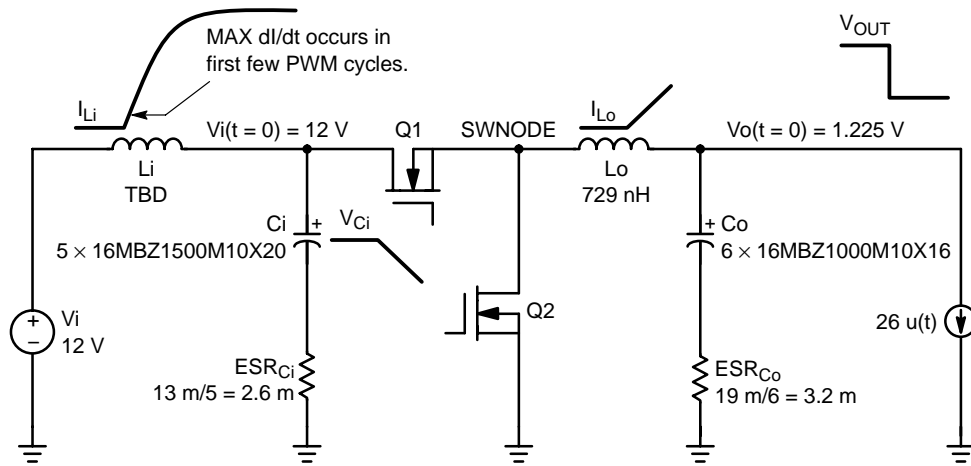 MAX dI/dt occurs in
first few PWM cycles.
V_OUT
I_Li
Vi(t = 0) = 12 V
Q1
SWNODE
I_Lo
Vo(t = 0) = 1.225 V
Li
TBD
Lo
729 nH
Ci
+
5 × 16MBZ1500M10X20
V_Ci
+ Co
6 × 16MBZ1000M10X16
Q2
+
−
Vi
12 V
26 u(t)
ESR_Ci
13 m/5 = 2.6 m
ESR_Co
19 m/6 = 3.2 m